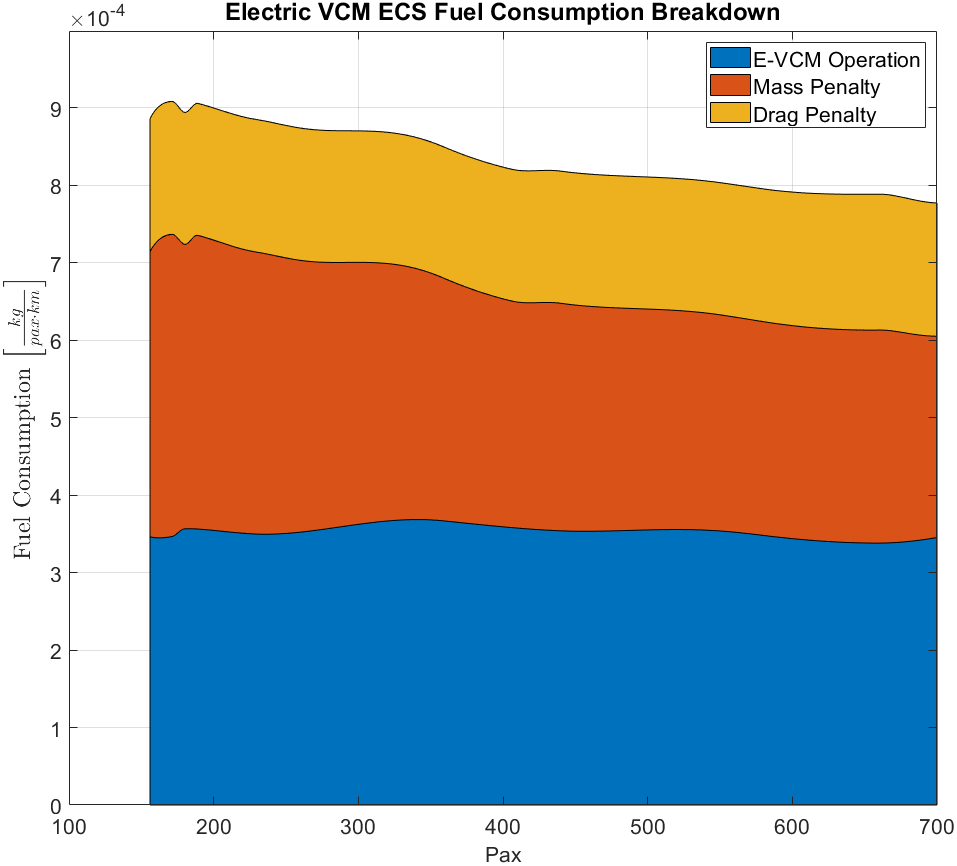 Electric VCM ECS Fuel Consumption Breakdown
×10-4
E-VCM Operation
Mass Penalty
Drag Penalty
9
8
7
6
5
4
3
2
1
0
Fuel Consumption [kg/pax·km]
100 200 300 400 500 600 700
Pax